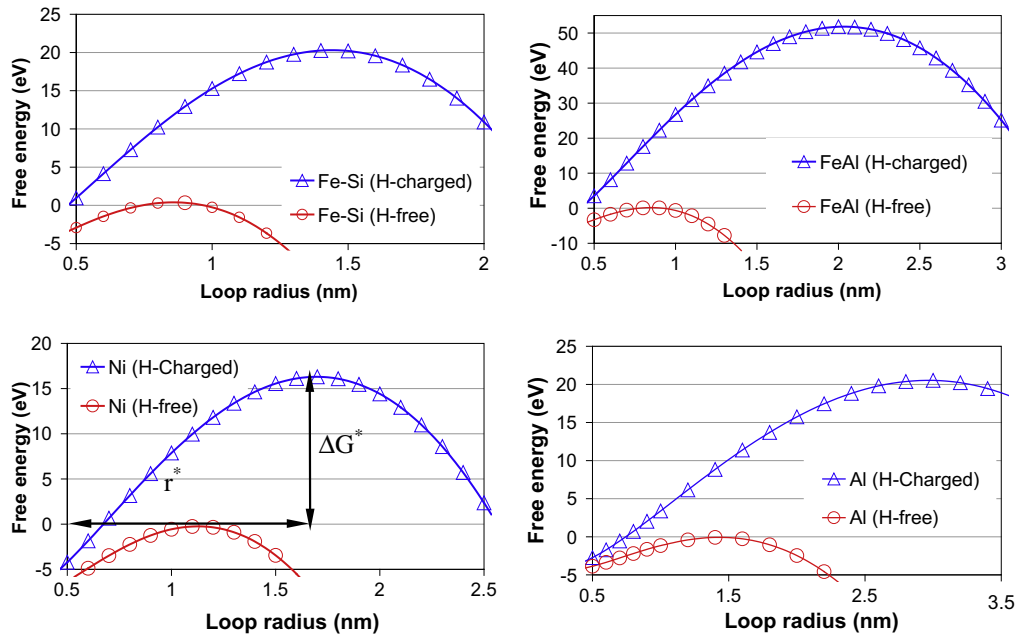 25
20
15
10
5
0
-5
0.5
1
1.5
2
Free energy (eV)
Loop radius (nm)
Fe-Si (H-charged)
Fe-Si (H-free)
50
40
30
20
10
0
-10
0.5
1
1.5
2
2.5
3
Free energy (eV)
Loop radius (nm)
FeAl (H-charged)
FeAl (H-free)
20
15
10
5
0
-5
0.5
1
1.5
2
2.5
Free energy (eV)
Loop radius (nm)
Ni (H-Charged)
Ni (H-free)
ΔG*
r*
25
20
15
10
5
0
-5
0.5
1.5
2.5
3.5
Free energy (eV)
Loop radius (nm)
Al (H-Charged)
Al (H-free)